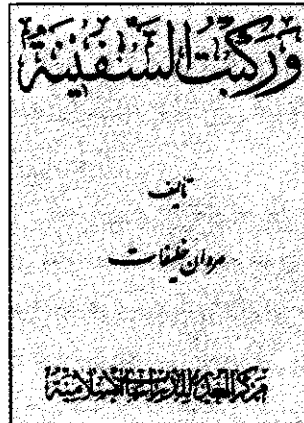 وركبت السفينة
تأليف
مروان خليفات
مركز الغدير للدراسات الإسلامية